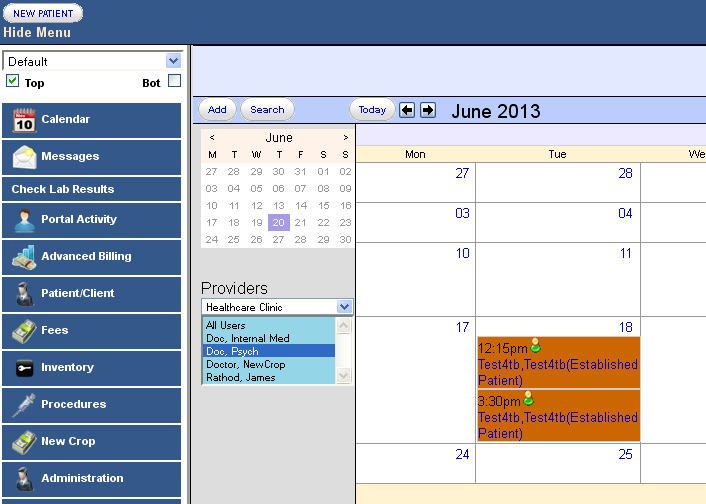 NEW PATIENT
Hide Menu
Default
Top Bot
Calendar
Messages
Check Lab Results
Portal Activity
Advanced Billing
Patient/Client
Fees
Inventory
Procedures
New Crop
Administration
Add Search Today June 2013
< June >
M T W T F S S
27 28 29 30 31 01 02
03 04 05 06 07 08 09
10 11 12 13 14 15 16
17 18 19 20 21 22 23
24 25 26 27 28 29 30
Providers
Healthcare Clinic
All Users
Doc, Internal Med
Doc, Psych
Doctor, NewCrop
Rathod, James
Mon Tue We
27 28
03 04
10 11
17 18
12:15pm
Test4tb,Test4tb(Established
Patient)
3:30pm
Test4tb,Test4tb(Established
Patient)
24 25